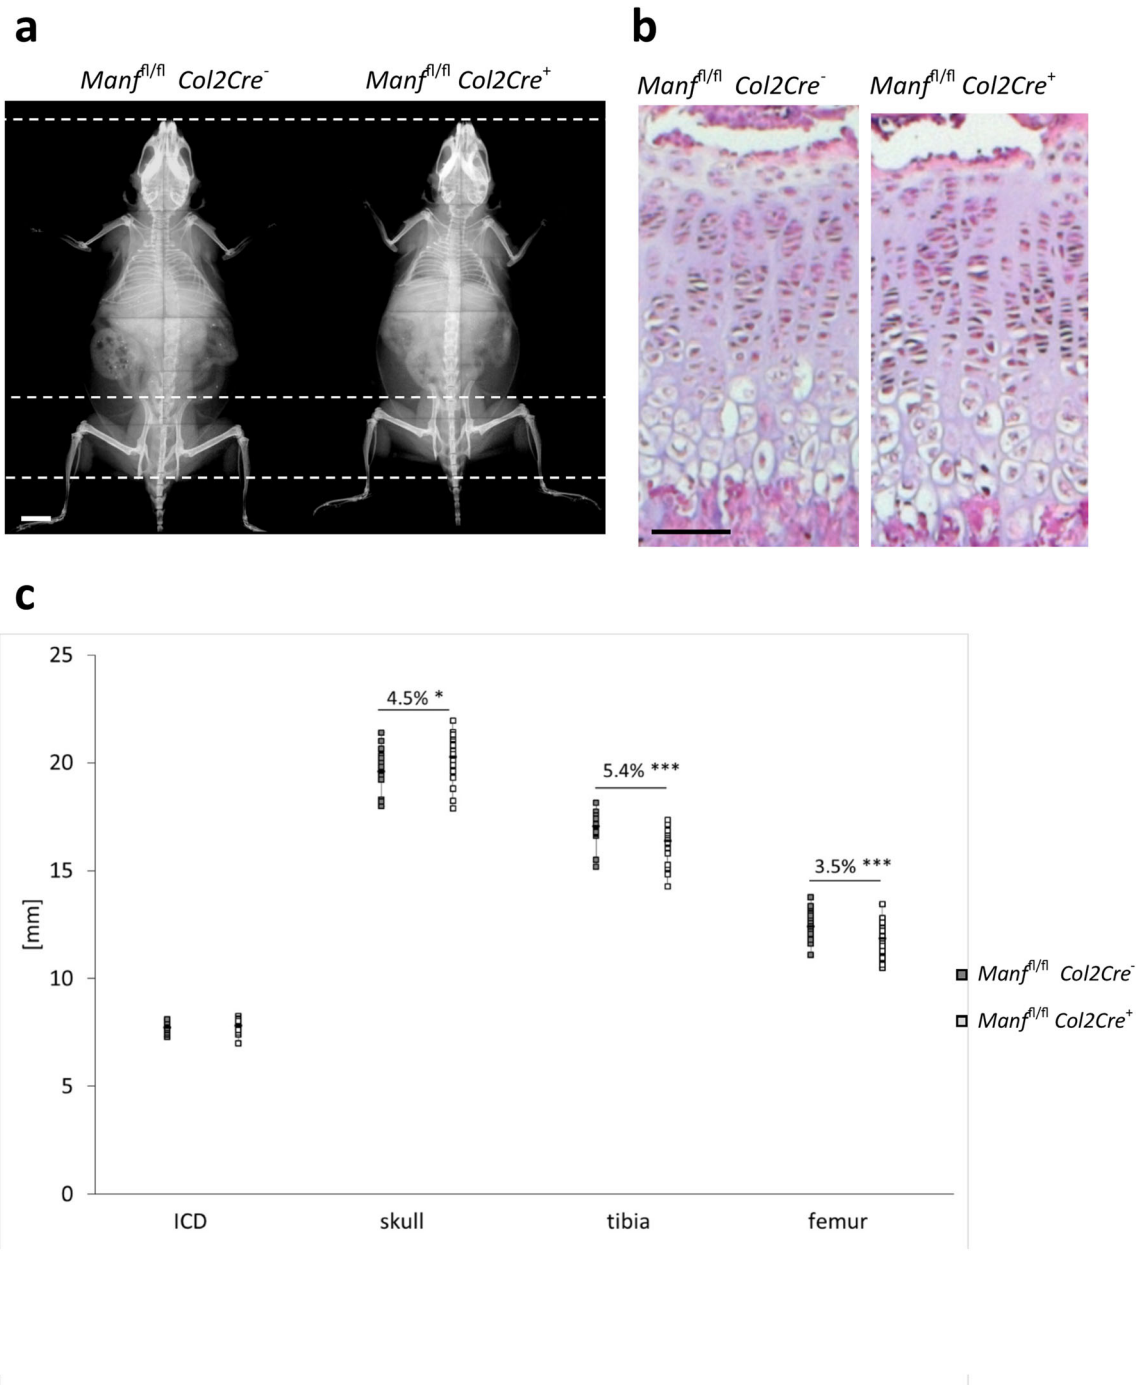 a
Manf fl/fl Col2Cre-
Manf fl/fl Col2Cre+
b
Manf fl/fl Col2Cre-
Manf fl/fl Col2Cre+
c
25
20
15
10
5
0
[mm]
4.5% *
5.4% ***
3.5% ***
ICD
skull
tibia
femur
Manf fl/fl Col2Cre-
Manf fl/fl Col2Cre+